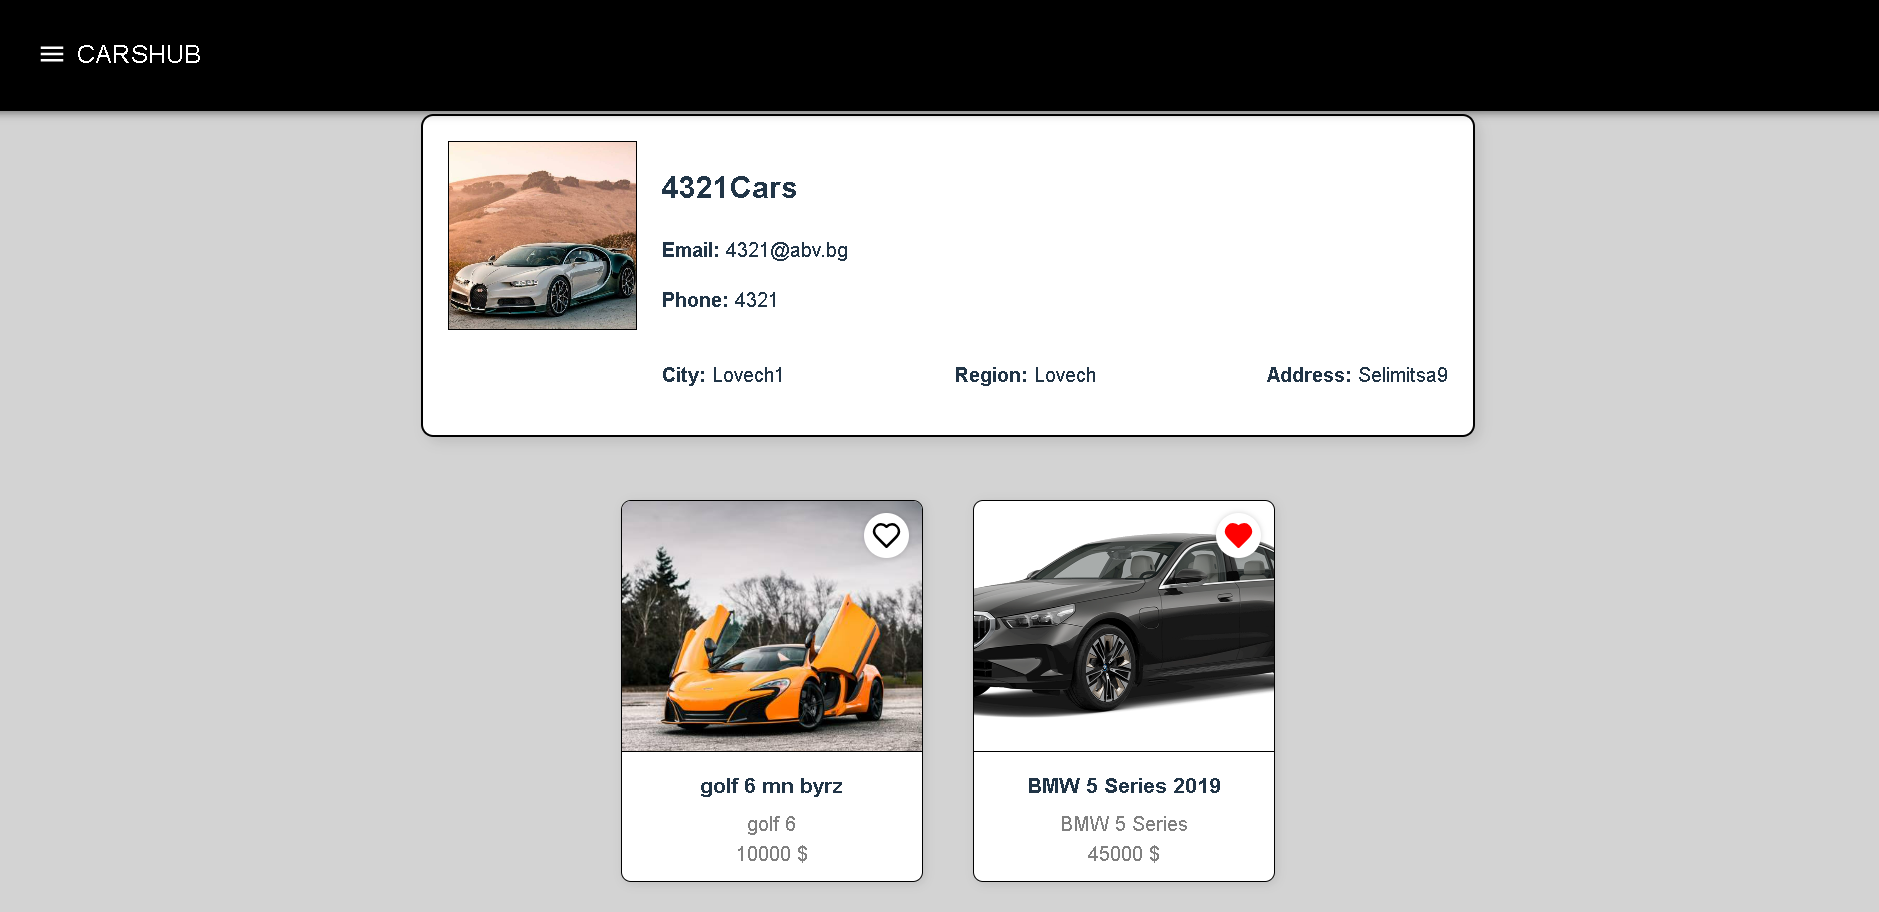 CARSHUB
4321Cars
Email: 4321@abv.bg
Phone: 4321
City: Lovech1 Region: Lovech Address: Selimitsa9
golf 6 mn byrz
golf 6
10000 $
BMW 5 Series 2019
BMW 5 Series
45000 $